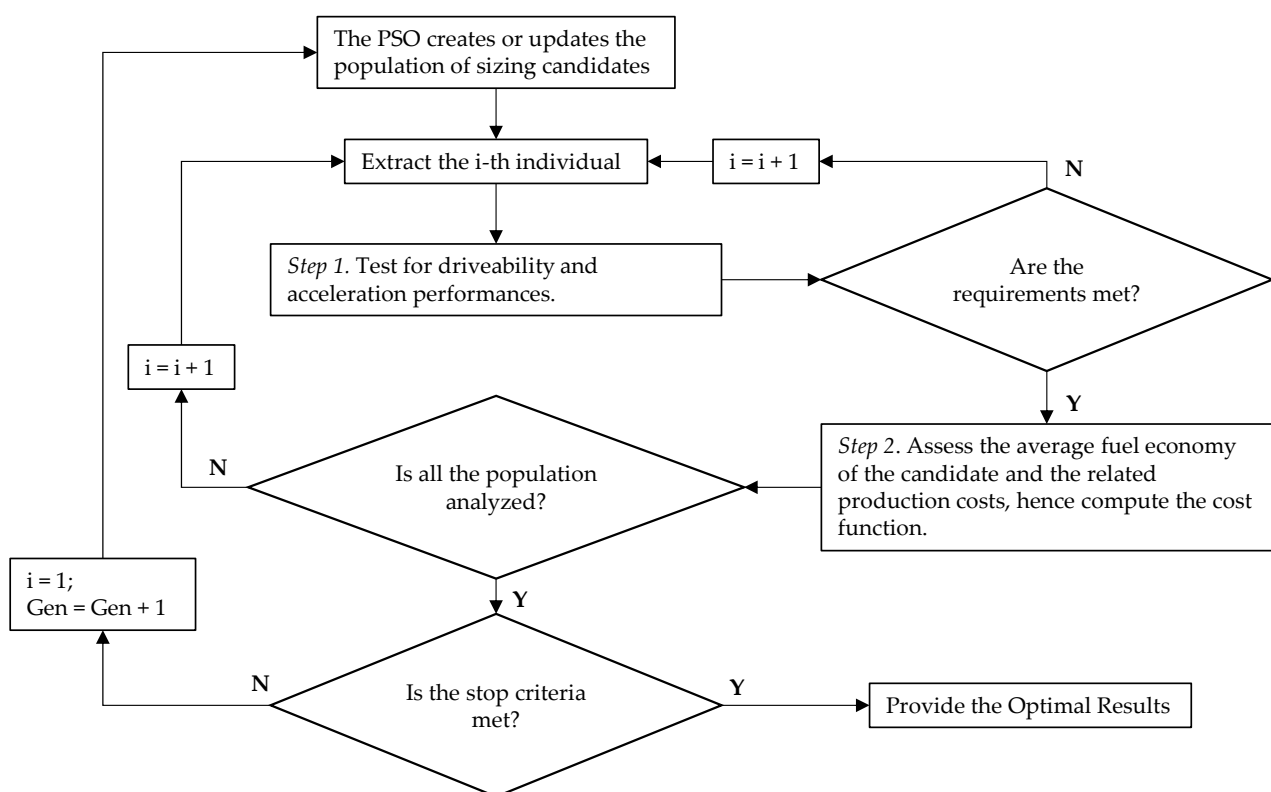 The PSO creates or updates the
population of sizing candidates
Extract the i-th individual
i = i + 1
N
Step 1. Test for driveability and
acceleration performances.
Are the
requirements met?
i = i + 1
Y
Step 2. Assess the average fuel economy
of the candidate and the related
production costs, hence compute the cost
function.
N
Is all the population
analyzed?
i = 1;
Gen = Gen + 1
Y
N
Is the stop criteria
met?
Y
Provide the Optimal Results